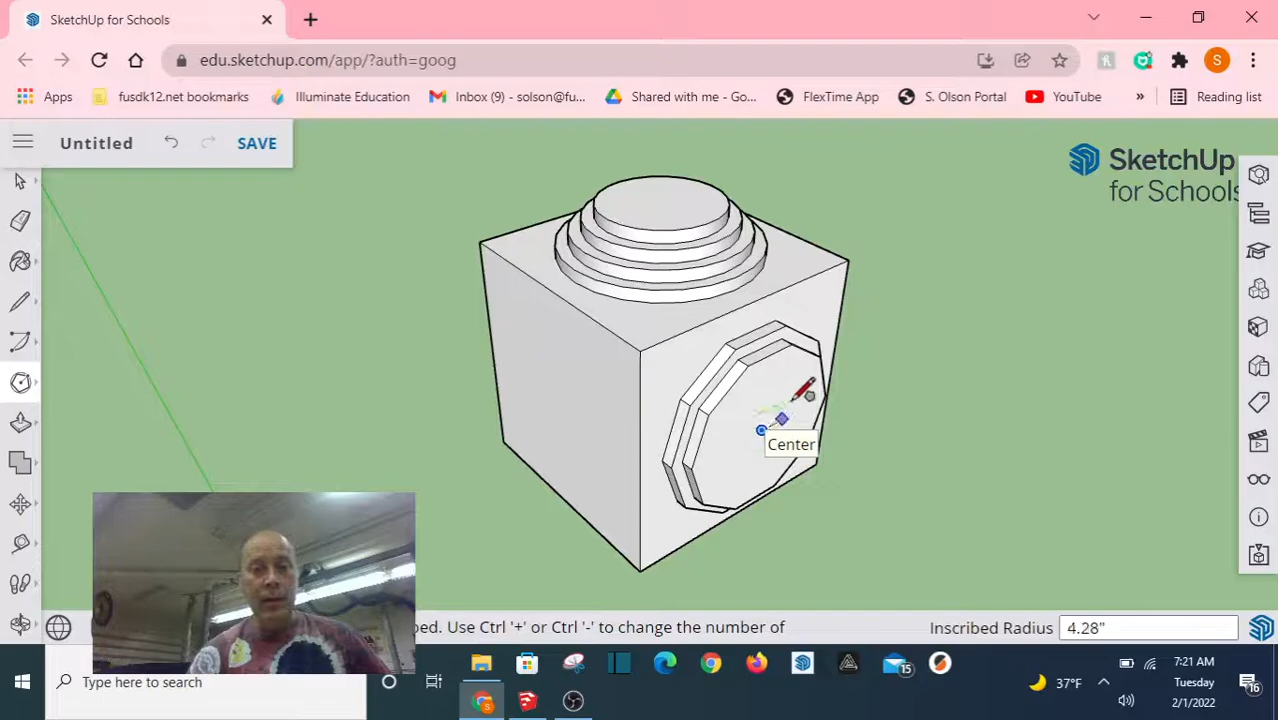 SketchUp for Schools
edu.sketchup.com/app/?auth=goog
Apps
fusdk12.net bookmarks
Illuminate Education
Inbox (9) - solson@fu...
Shared with me - Go...
FlexTime App
S. Olson Portal
YouTube
»
Reading list
S
Untitled
SAVE
SketchUp
for Schools
Center
ped. Use Ctrl '+' or Ctrl '-' to change the number of
Inscribed Radius
4.28"
Type here to search
15
37°F
7:21 AM
Tuesday
2/1/2022
16